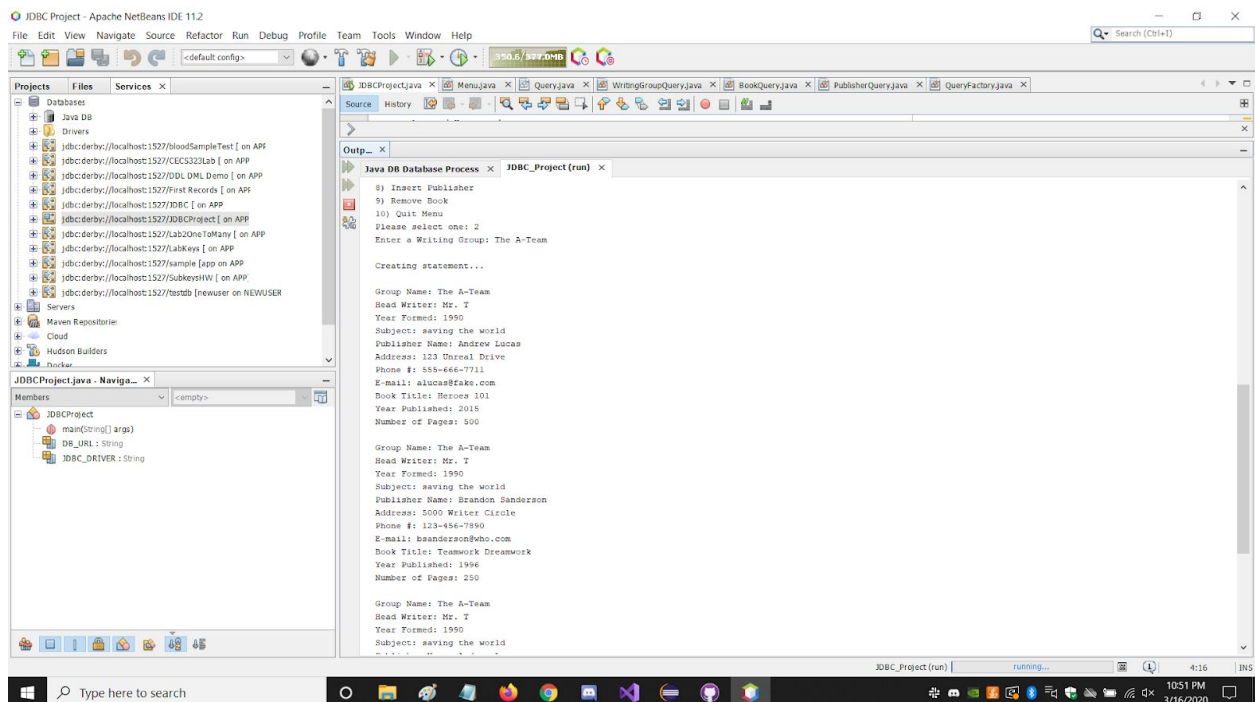 JDBC Project - Apache NetBeans IDE 11.2
File Edit View Navigate Source Refactor Run Debug Profile Team Tools Window Help
Search (Ctrl+I)
<default config>
350.6/977.0MB
Projects Files Services
JDBCProject.java Menu.java Query.java WritingGroupQuery.java BookQuery.java PublisherQuery.java QueryFactory.java
Source History
Databases
Java DB
Drivers
jdbc:derby://localhost:1527/bloodSampleTest [ on APP
jdbc:derby://localhost:1527/CECS323Lab [ on APP
jdbc:derby://localhost:1527/DDL DML Demo [ on APP
jdbc:derby://localhost:1527/First Records [ on APP
jdbc:derby://localhost:1527/JDBC [ on APP
jdbc:derby://localhost:1527/JDBCProject [ on APP
jdbc:derby://localhost:1527/Lab2OneToMany [ on APP
jdbc:derby://localhost:1527/LabKeys [ on APP
jdbc:derby://localhost:1527/sample [app on APP
jdbc:derby://localhost:1527/SubkeysHW [ on APP
jdbc:derby://localhost:1527/testdb [newuser on NEWUSER
Servers
Maven Repositories
Cloud
Hudson Builders
Docker
JDBCProject.java - Naviga...
Members <empty>
JDBCProject
main(String[] args)
DB_URL : String
JDBC_DRIVER : String
Outp...
Java DB Database Process JDBC_Project (run)
8) Insert Publisher
9) Remove Book
10) Quit Menu
Please select one: 2
Enter a Writing Group: The A-Team
Creating statement...
Group Name: The A-Team
Head Writer: Mr. T
Year Formed: 1990
Subject: saving the world
Publisher Name: Andrew Lucas
Address: 123 Unreal Drive
Phone #: 555-666-7711
E-mail: alucas@fake.com
Book Title: Heroes 101
Year Published: 2015
Number of Pages: 500
Group Name: The A-Team
Head Writer: Mr. T
Year Formed: 1990
Subject: saving the world
Publisher Name: Brandon Sanderson
Address: 5000 Writer Circle
Phone #: 123-456-7890
E-mail: bsanderson@who.com
Book Title: Teamwork Dreamwork
Year Published: 1996
Number of Pages: 250
Group Name: The A-Team
Head Writer: Mr. T
Year Formed: 1990
Subject: saving the world
JDBC_Project (run) running... 4:16 INS
Type here to search
10:51 PM
3/16/2020